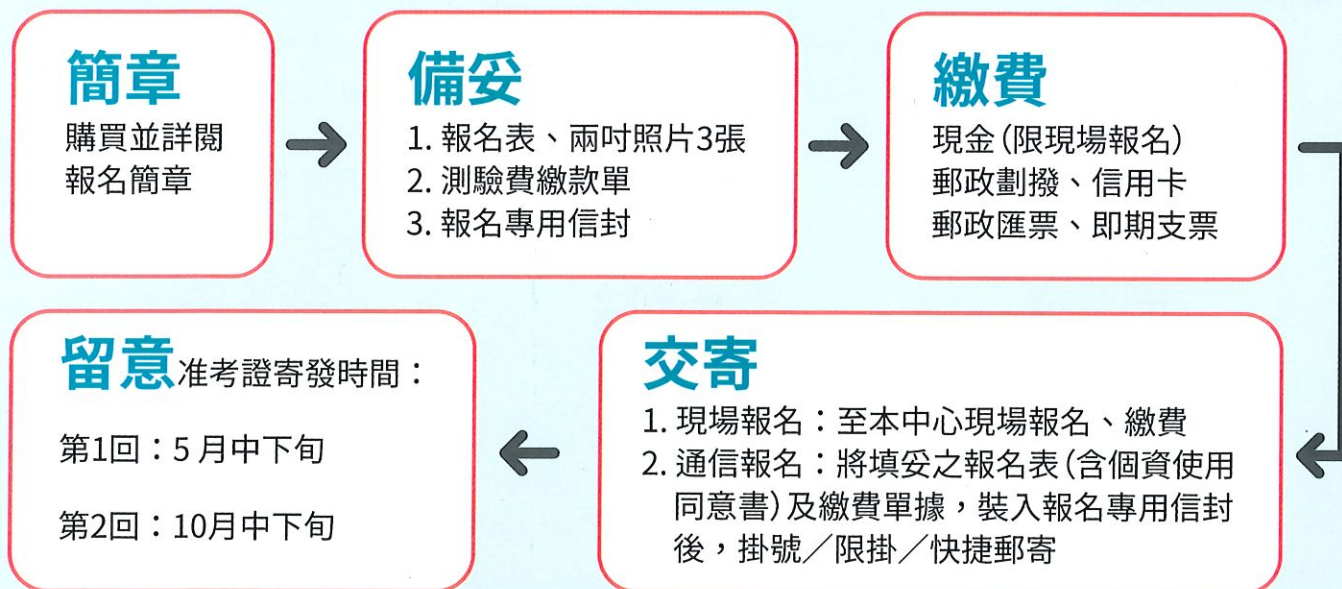 簡章
購買並詳閱
報名簡章
備妥
1. 報名表、兩吋照片3張
2. 測驗費繳款單
3. 報名專用信封
繳費
現金(限現場報名)
郵政劃撥、信用卡
郵政匯票、即期支票
交寄
1. 現場報名：至本中心現場報名、繳費
2. 通信報名：將填妥之報名表(含個資使用
同意書)及繳費單據，裝入報名專用信封
後，掛號／限掛／快捷郵寄
留意准考證寄發時間：
第1回：5月中下旬
第2回：10月中下旬